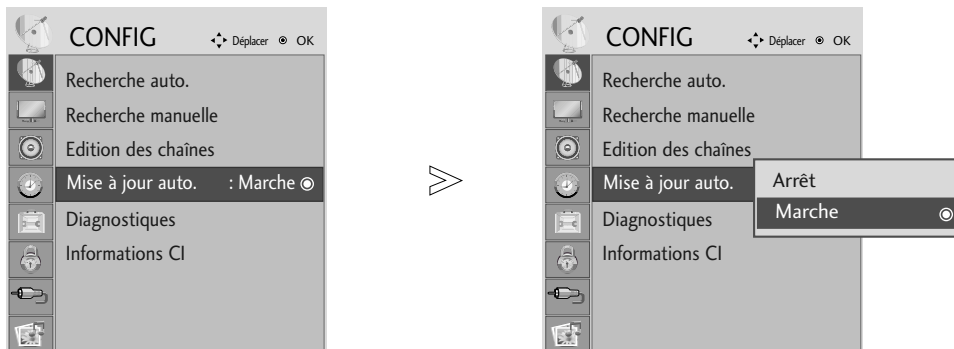 CONFIG Déplacer OK
Recherche auto.
Recherche manuelle
Edition des chaînes
Mise à jour auto. : Marche
Diagnostiques
Informations CI
CONFIG Déplacer OK
Recherche auto.
Recherche manuelle
Edition des chaînes
Mise à jour auto.
Arrêt
Marche
Diagnostiques
Informations CI